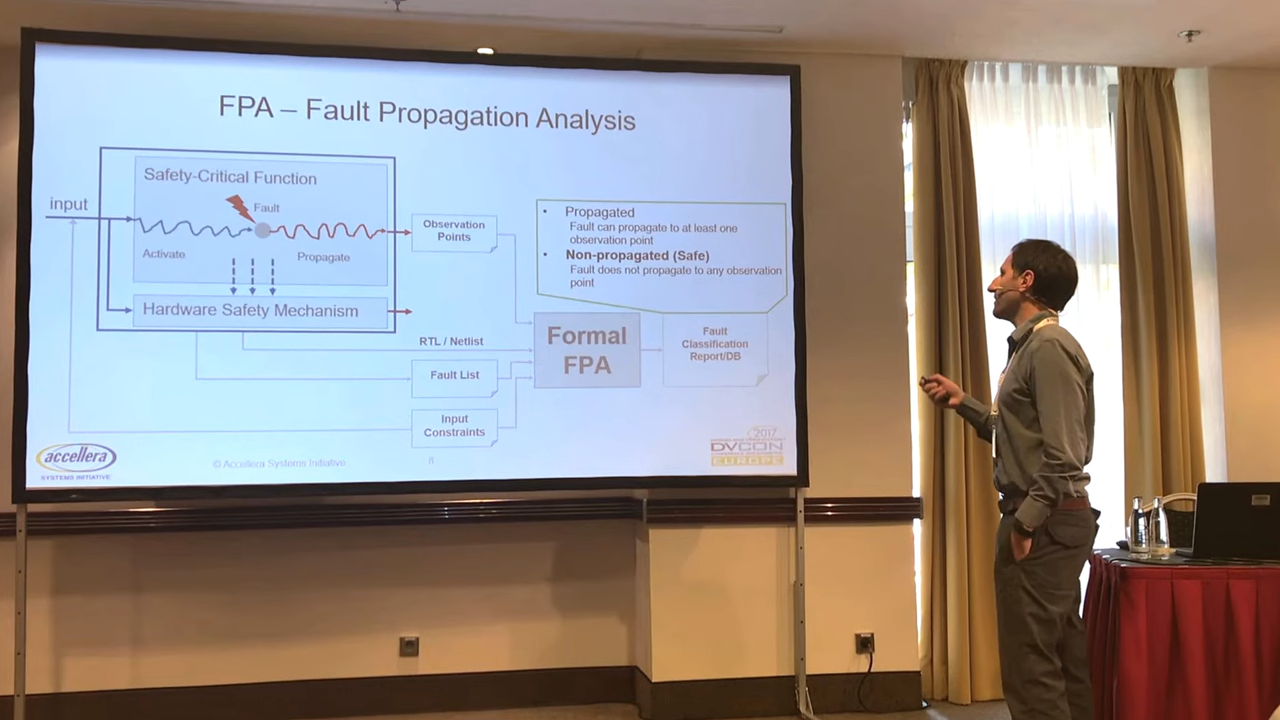 FPA – Fault Propagation Analysis
Safety-Critical Function
input
Fault
Activate
Propagate
Hardware Safety Mechanism
Observation
Points
• Propagated
Fault can propagate to at least one
observation point
• Non-propagated (Safe)
Fault does not propagate to any observation
point
RTL / Netlist
Formal
FPA
Fault
Classification
Report/DB
Fault List
Input
Constraints
accellera
SYSTEMS INITIATIVE
© Accellera Systems Initiative
2017
DVCON
EUROPE